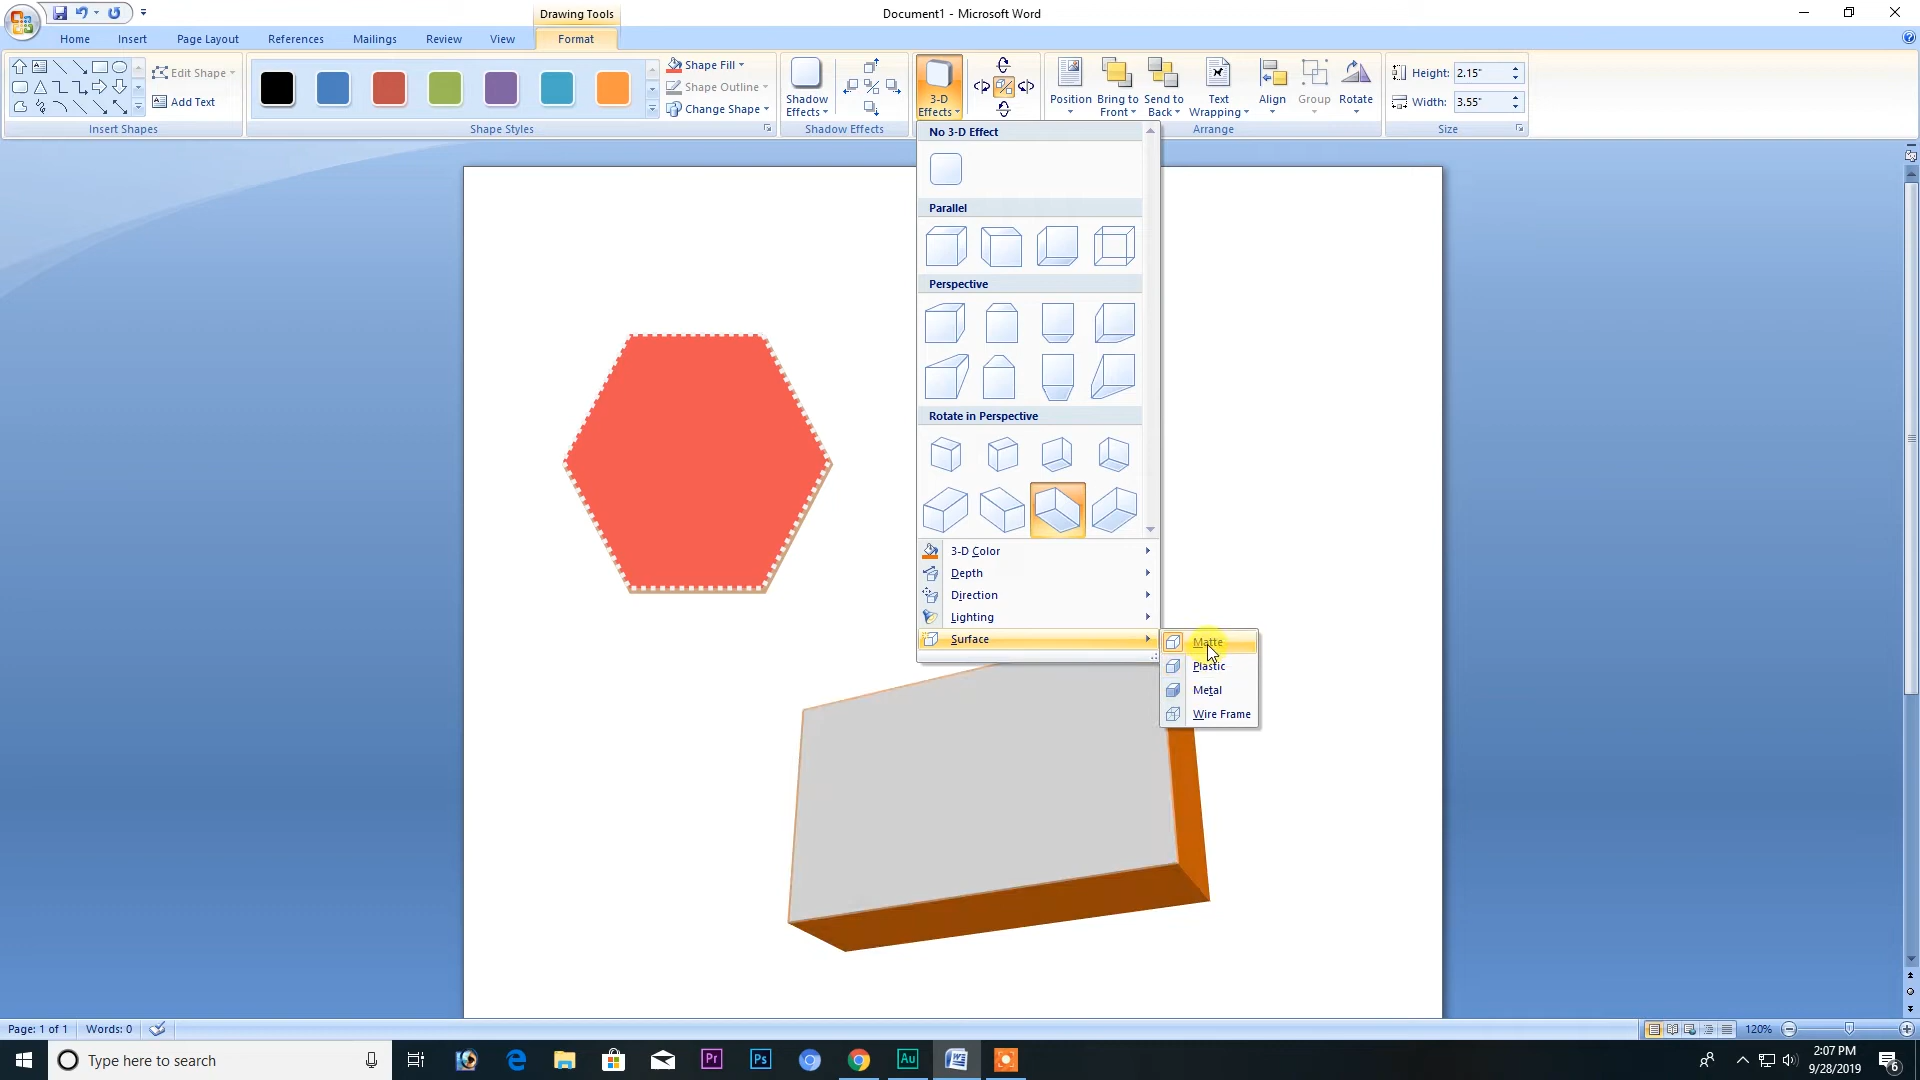 Drawing Tools
Document1 - Microsoft Word
Home Insert Page Layout References Mailings Review View Format
Edit Shape
Add Text
Insert Shapes
Shape Fill
Shape Outline
Change Shape
Shape Styles
Shadow Effects
Shadow Effects
3-D Effects
Position
Bring to Front
Send to Back
Text Wrapping
Align
Group
Rotate
Arrange
Height: 2.15"
Width: 3.55"
Size
No 3-D Effect
Parallel
Perspective
Rotate in Perspective
3-D Color
Depth
Direction
Lighting
Surface
Matte
Plastic
Metal
Wire Frame
Page: 1 of 1 Words: 0
120%
Type here to search
Pr
Ps
Au
2:07 PM
9/28/2019
6